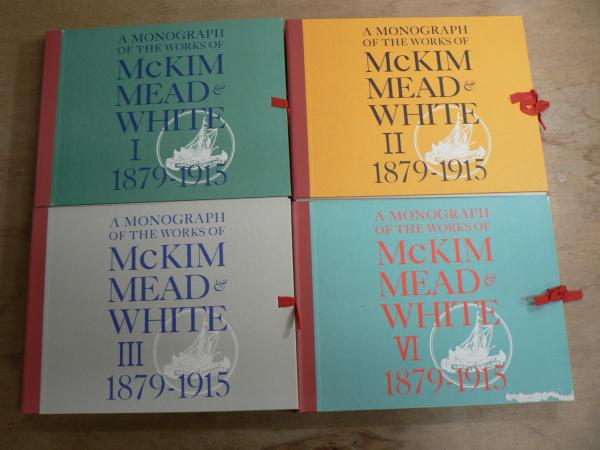 A MONOGRAPH
OF THE WORKS OF
McKIM
MEAD &
WHITE
I
1879-1915
A MONOGRAPH
OF THE WORKS OF
McKIM
MEAD &
WHITE
II
1879-1915
A MONOGRAPH
OF THE WORKS OF
McKIM
MEAD &
WHITE
III
1879-1915
A MONOGRAPH
OF THE WORKS OF
McKIM
MEAD &
WHITE
VI
1879-1915